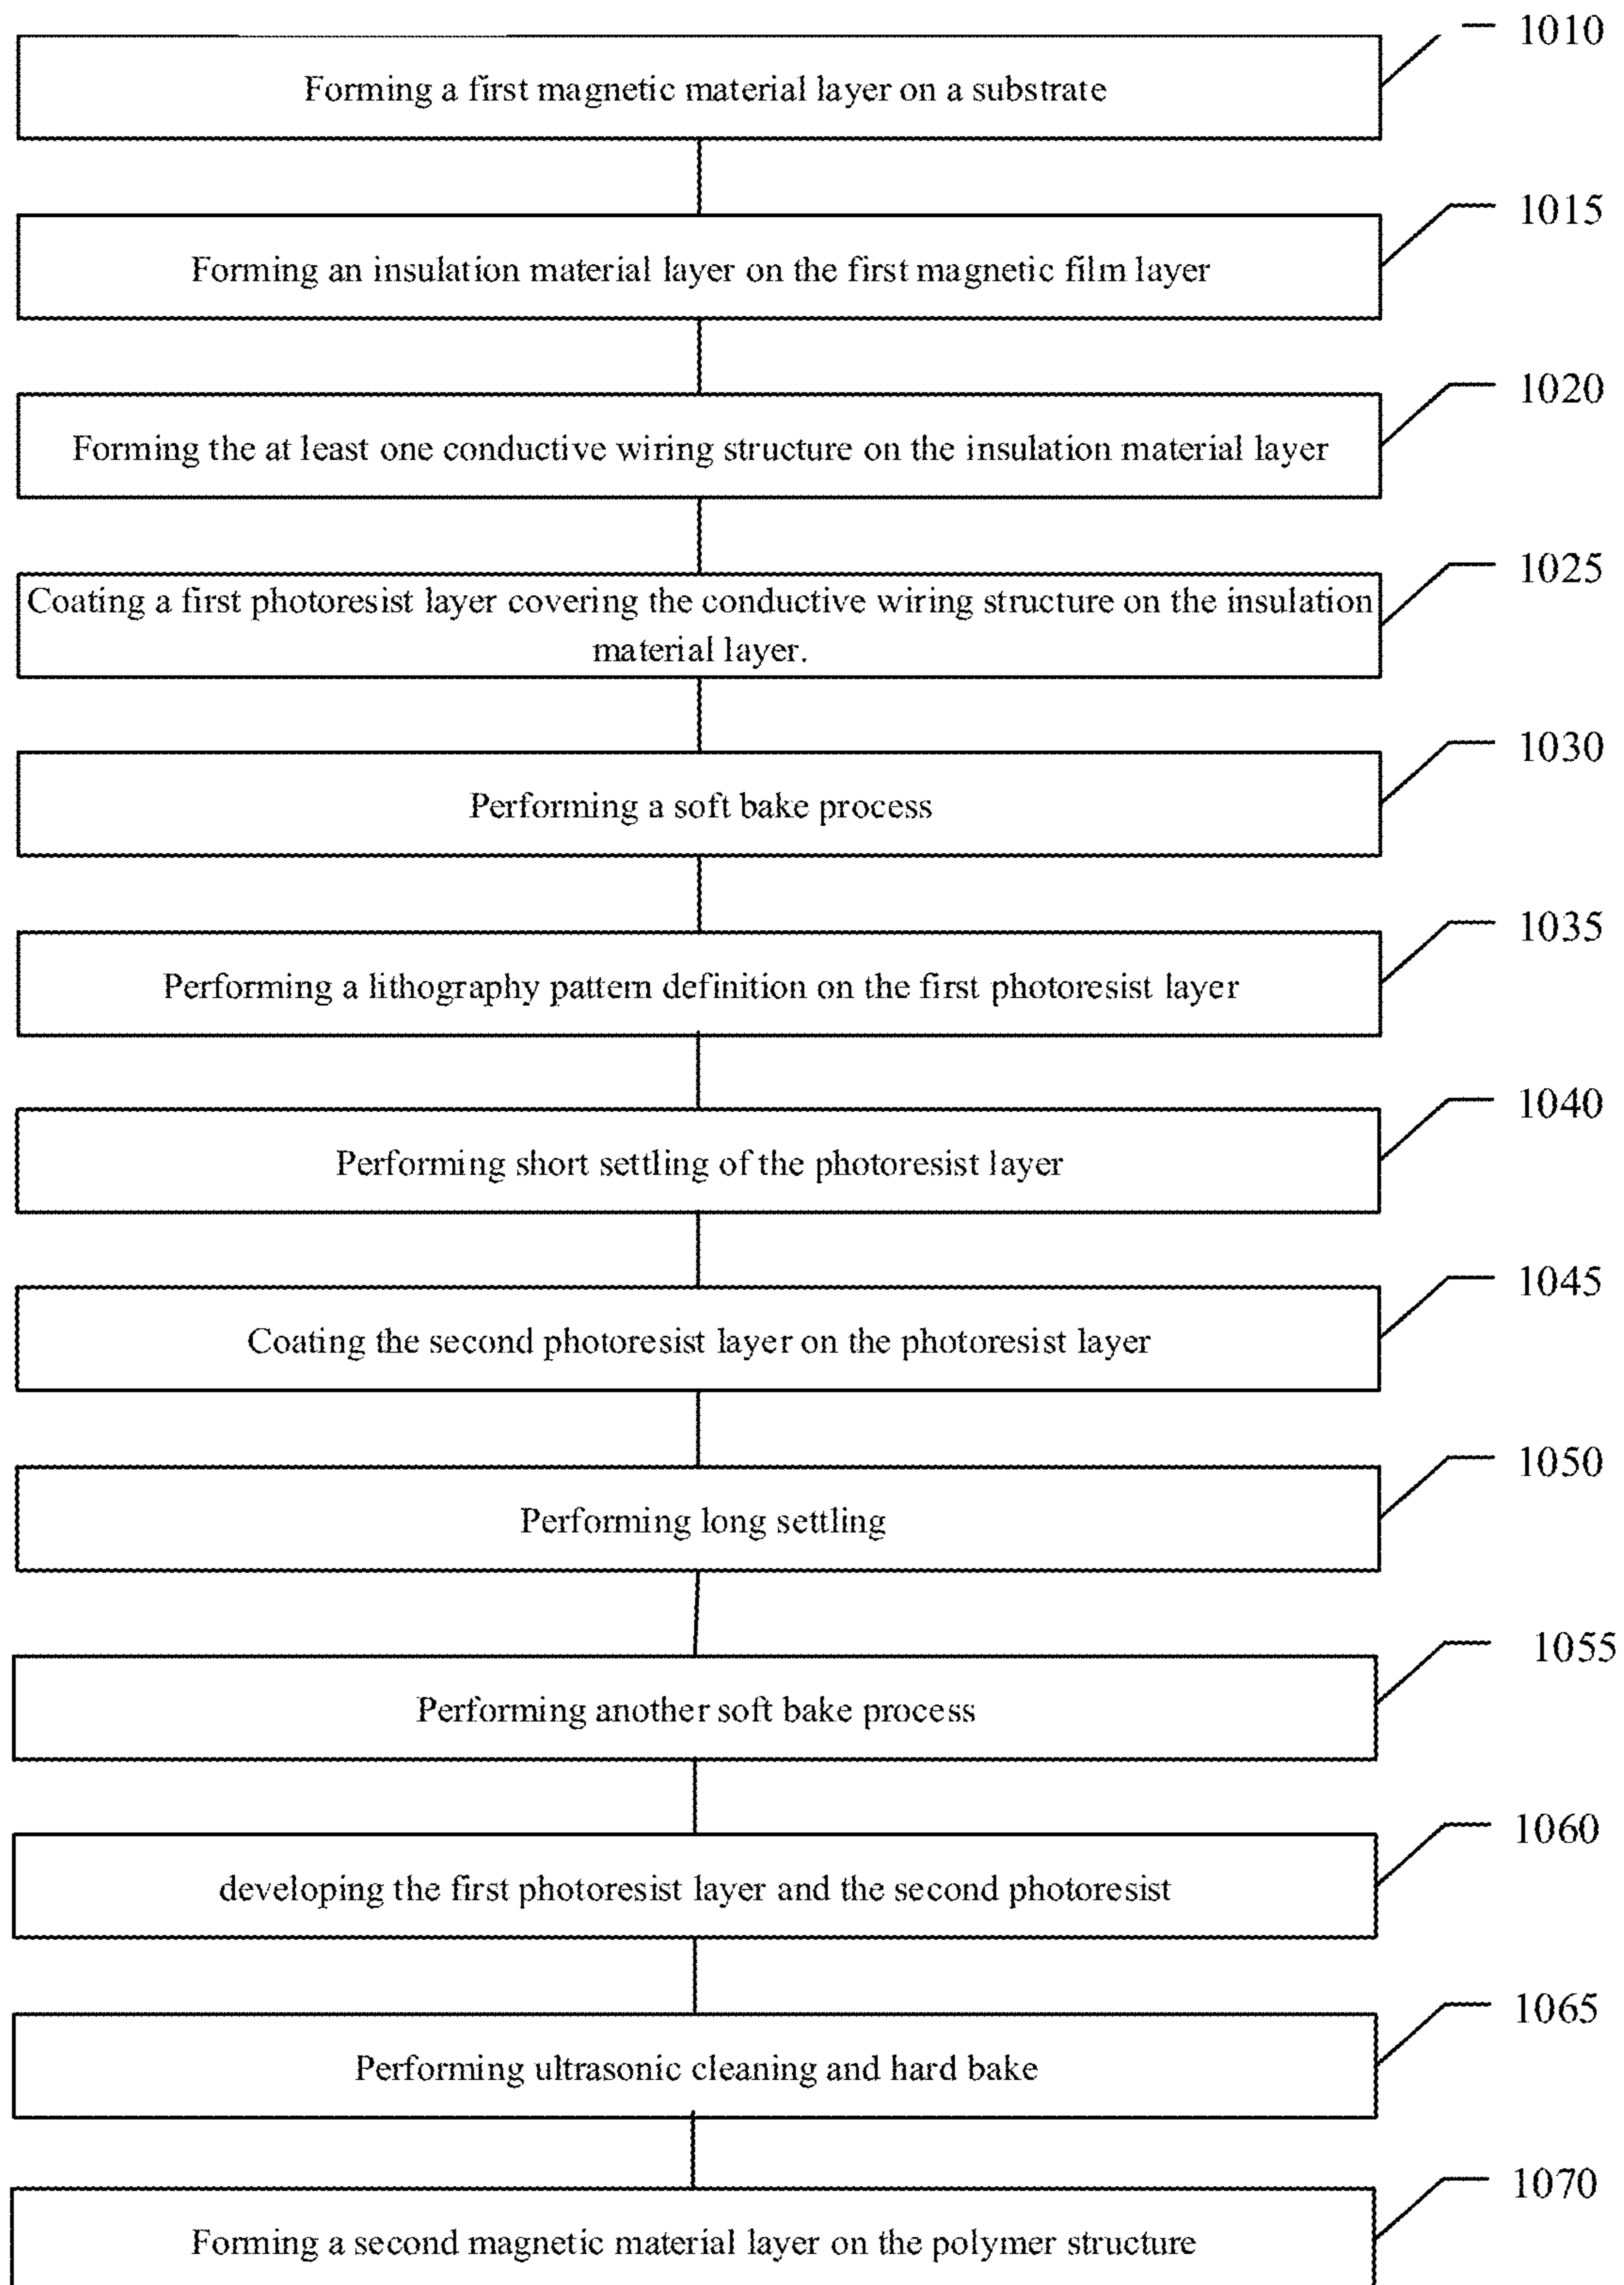 1010
Forming a first magnetic material layer on a substrate
1015
Forming an insulation material layer on the first magnetic film layer
1020
Forming the at least one conductive wiring structure on the insulation material layer
1025
Coating a first photoresist layer covering the conductive wiring structure on the insulation
material layer.
1030
Performing a soft bake process
1035
Performing a lithography pattern definition on the first photoresist layer
1040
Performing short settling of the photoresist layer
1045
Coating the second photoresist layer on the photoresist layer
1050
Performing long settling
1055
Performing another soft bake process
1060
developing the first photoresist layer and the second photoresist
1065
Performing ultrasonic cleaning and hard bake
1070
Forming a second magnetic material layer on the polymer structure